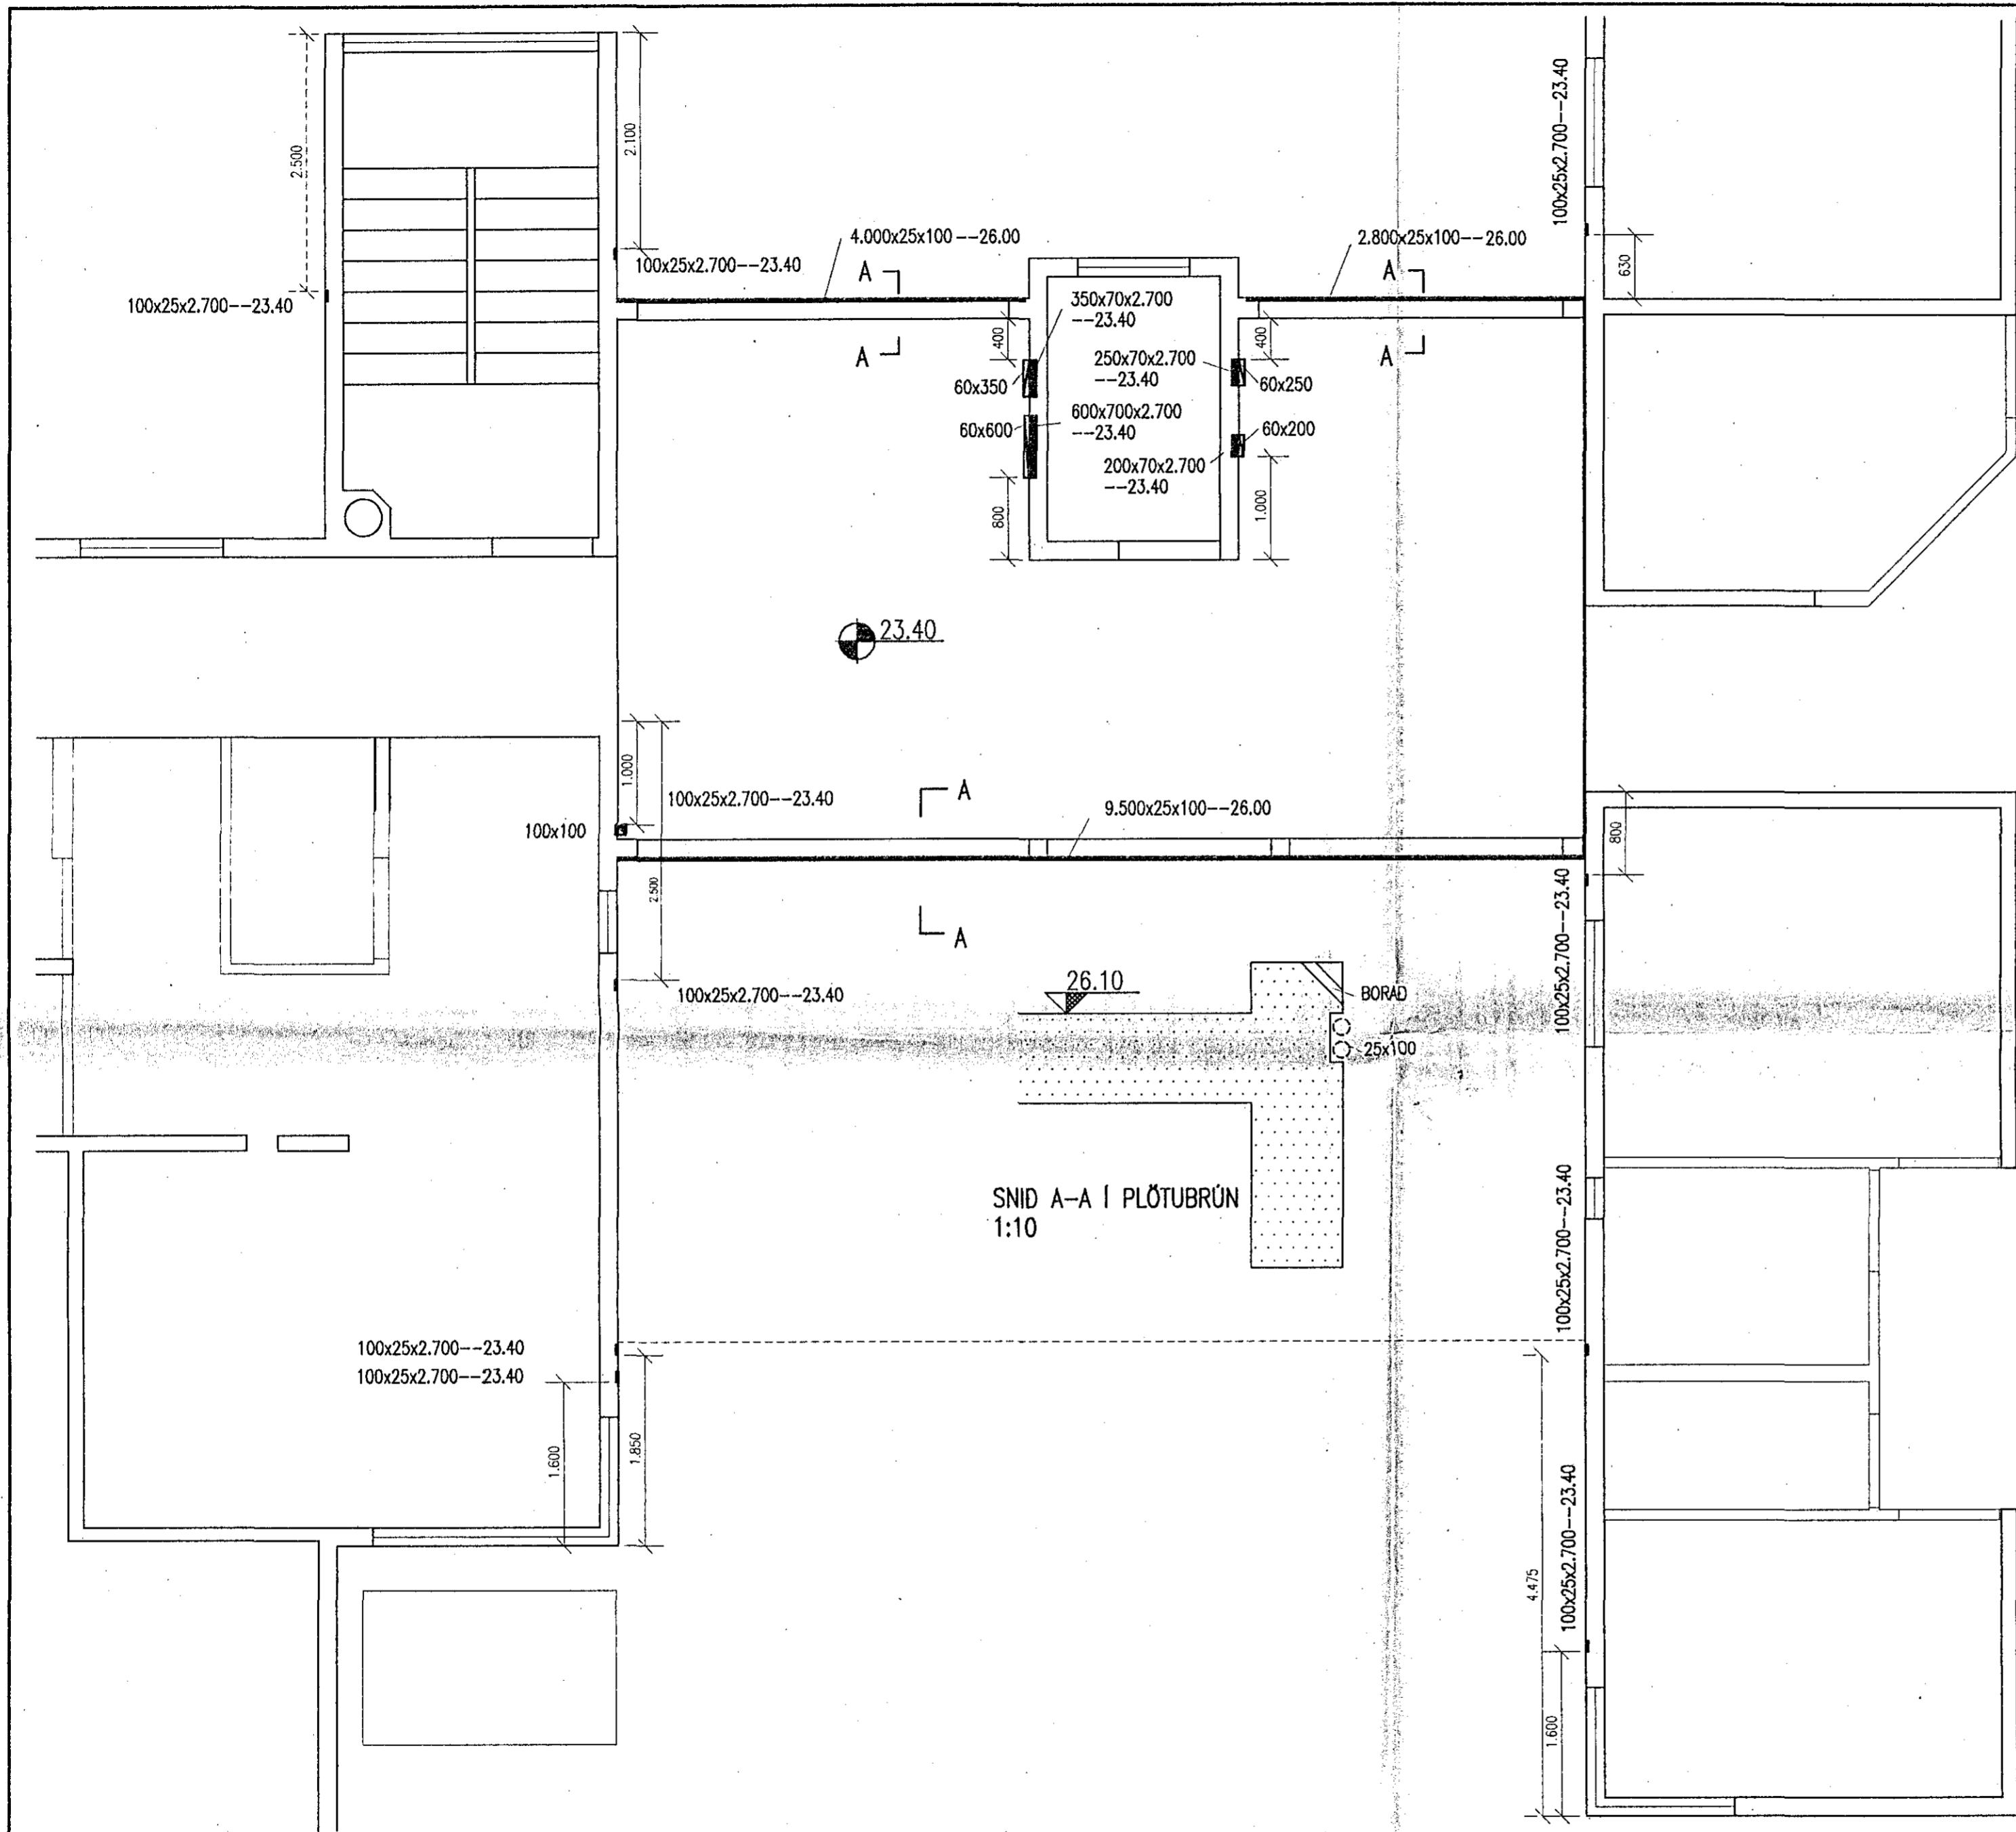 2.500
2.100
100x25x2.700--23.40
630
4.000x25x100--26.00
2.800x25x100--26.00
100x25x2.700--23.40
100x25x2.700--23.40
A
A
A
A
400
350x70x2.700
--23.40
60x350
250x70x2.700
--23.40
400
60x250
60x600
600x700x2.700
--23.40
60x200
200x70x2.700
--23.40
800
1.000
23.40
1.000
2.500
100x25x2.700--23.40
100x100
A
A
9.500x25x100--26.00
800
100x25x2.700--23.40
100x25x2.700--23.40
26.10
BORAÐ
25x100
SNIÐ A-A Í PLÖTUBRÚN
1:10
100x25x2.700--23.40
100x25x2.700--23.40
100x25x2.700--23.40
1.600
1.850
4.475
100x25x2.700--23.40
1.600